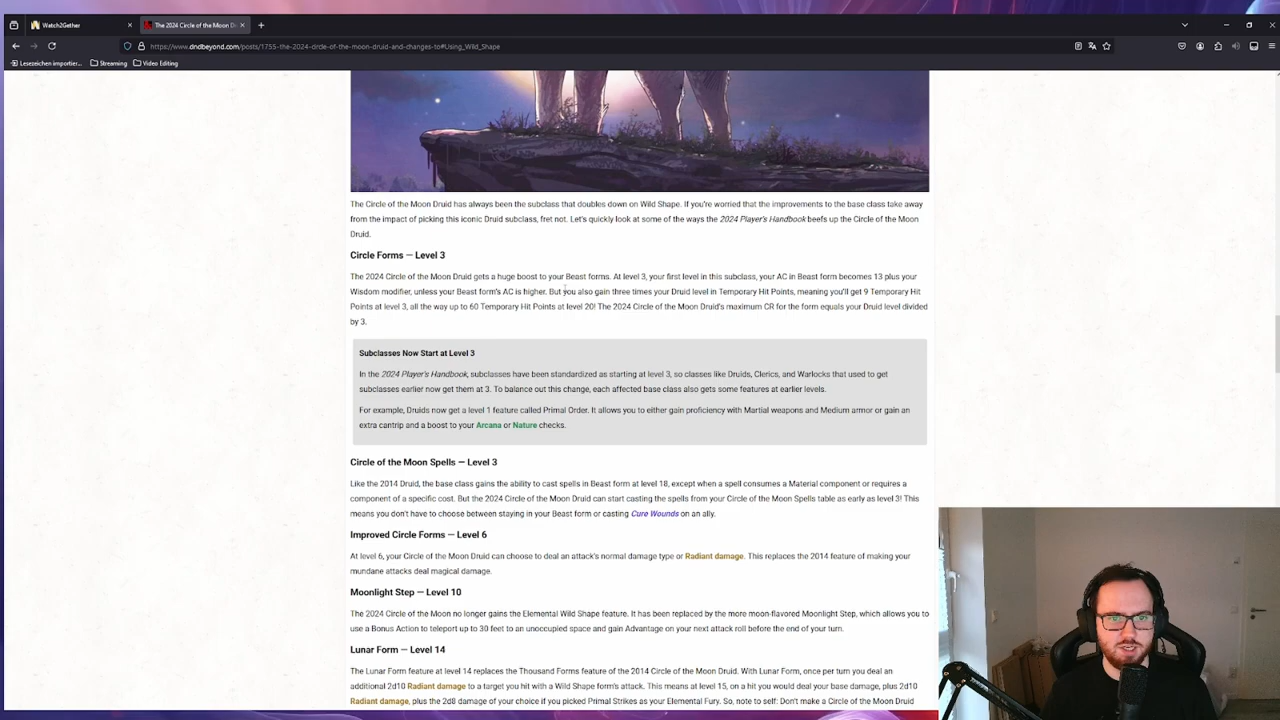 Watch2Gether
The 2024 Circle of the Moon Dr
https://www.dndbeyond.com/posts/1755-the-2024-circle-of-the-moon-druid-and-changes-to#Using_Wild_Shape
Lesezeichen importier...
Streaming
Video Editing
The Circle of the Moon Druid has always been the subclass that doubles down on Wild Shape. If you're worried that the improvements to the base class take away
from the impact of picking this iconic Druid subclass, fret not. Let's quickly look at some of the ways the 2024 Player's Handbook beefs up the Circle of the Moon
Druid.
Circle Forms — Level 3
The 2024 Circle of the Moon Druid gets a huge boost to your Beast forms. At level 3, your first level in this subclass, your AC in Beast form becomes 13 plus your
Wisdom modifier, unless your Beast form's AC is higher. But you also gain three times your Druid level in Temporary Hit Points, meaning you'll get 9 Temporary Hit
Points at level 3, all the way up to 60 Temporary Hit Points at level 20! The 2024 Circle of the Moon Druid's maximum CR for the form equals your Druid level divided
by 3.
Subclasses Now Start at Level 3
In the 2024 Player's Handbook, subclasses have been standardized as starting at level 3, so classes like Druids, Clerics, and Warlocks that used to get
subclasses earlier now get them at 3. To balance out this change, each affected base class also gets some features at earlier levels.
For example, Druids now get a level 1 feature called Primal Order. It allows you to either gain proficiency with Martial weapons and Medium armor or gain an
extra cantrip and a boost to your Arcana or Nature checks.
Circle of the Moon Spells — Level 3
Like the 2014 Druid, the base class gains the ability to cast spells in Beast form at level 18, except when a spell consumes a Material component or requires a
component of a specific cost. But the 2024 Circle of the Moon Druid can start casting the spells from your Circle of the Moon Spells table as early as level 3! This
means you don't have to choose between staying in your Beast form or casting Cure Wounds on an ally.
Improved Circle Forms — Level 6
At level 6, your Circle of the Moon Druid can choose to deal an attack's normal damage type or Radiant damage. This replaces the 2014 feature of making your
mundane attacks deal magical damage.
Moonlight Step — Level 10
The 2024 Circle of the Moon no longer gains the Elemental Wild Shape feature. It has been replaced by the more moon-flavored Moonlight Step, which allows you to
use a Bonus Action to teleport up to 30 feet to an unoccupied space and gain Advantage on your next attack roll before the end of your turn.
Lunar Form — Level 14
The Lunar Form feature at level 14 replaces the Thousand Forms feature of the 2014 Circle of the Moon Druid. With Lunar Form, once per turn you deal an
additional 2d10 Radiant damage to a target you hit with a Wild Shape form's attack. This means at level 15, on a hit you would deal your base damage, plus 2d10
Radiant damage, plus the 2d8 damage of your choice if you picked Primal Strikes as your Elemental Fury. So, note to self: Don't make a Circle of the Moon Druid